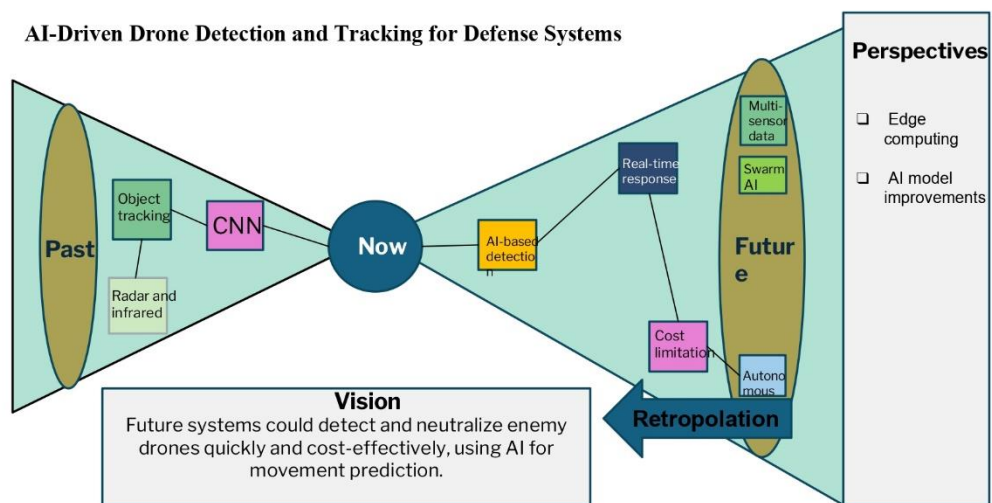 AI-Driven Drone Detection and Tracking for Defense Systems
Past
Object
tracking
Radar and
infrared
CNN
Now
AI-based
detectio
n
Real-time
response
Cost
limitation
Multi-
sensor
data
Swarm
AI
Futur
e
Autono
mous
Retropolation
Vision
Future systems could detect and neutralize enemy
drones quickly and cost-effectively, using AI for
movement prediction.
Perspectives
❑ Edge
computing
❑ AI model
improvements